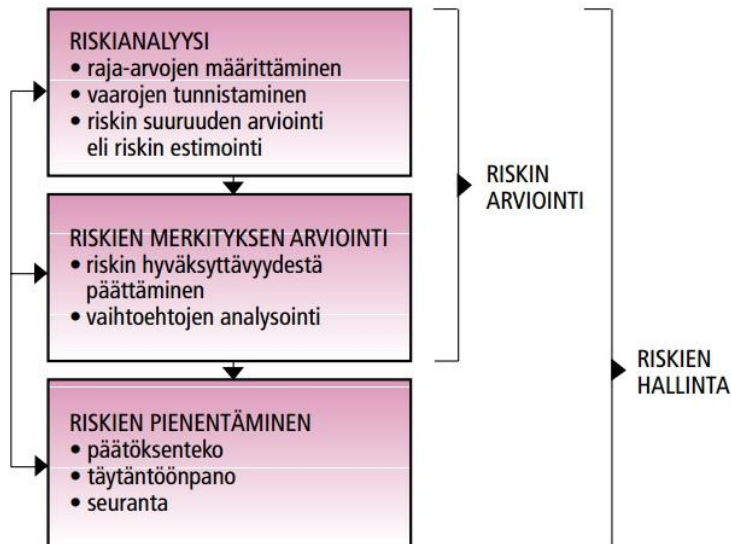 RISKIANALYYSI
• raja-arvojen määrittäminen
• vaarojen tunnistaminen
• riskin suuruuden arviointi
eli riskin estimointi
RISKIEN MERKITYKSEN ARVIOINTI
• riskin hyväksyttävyydestä
päättäminen
• vaihtoehtojen analysointi
RISKIEN PIENENTÄMINEN
• päätöksenteko
• täytäntöönpano
• seuranta
RISKIN
ARVIOINTI
RISKIEN
HALLINTA